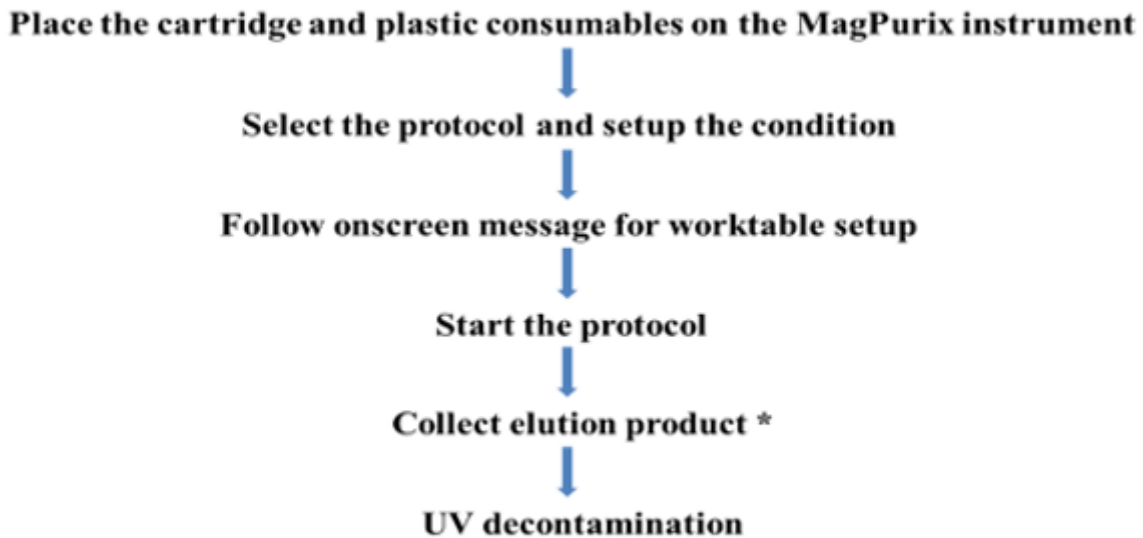 Place the cartridge and plastic consumables on the MagPurix instrument
Select the protocol and setup the condition
Follow onscreen message for worktable setup
Start the protocol
Collect elution product *
UV decontamination